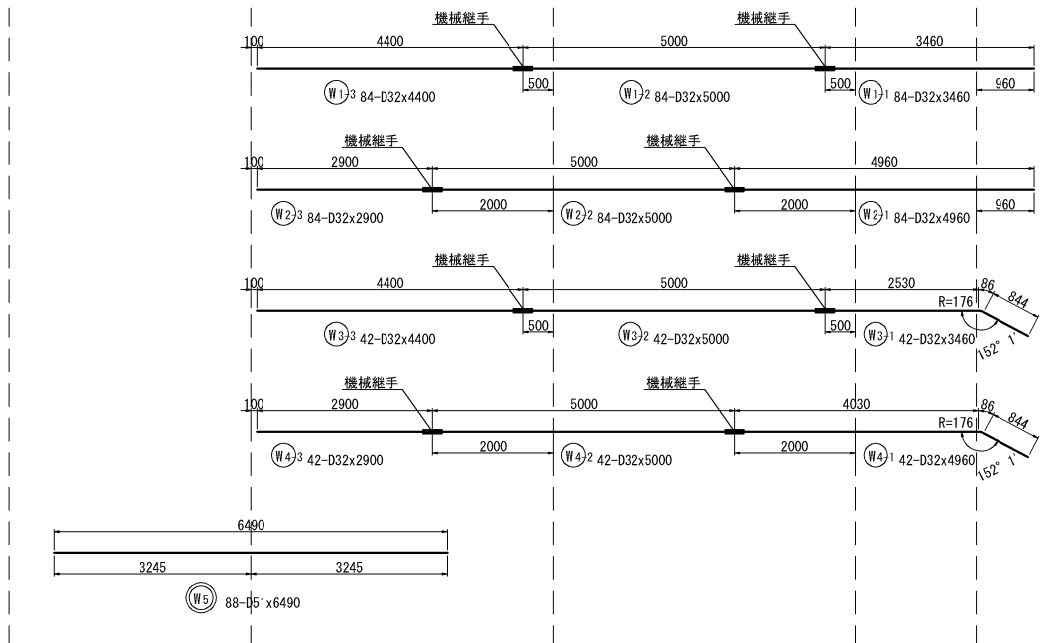 機械継手 機械継手
100 4400 5000 3460
500 500 960
W1-3 84-D32x4400 W1-2 84-D32x5000 W1-1 84-D32x3460
機械継手 機械継手
100 2900 5000 4960
2000 2000 960
W2-3 84-D32x2900 W2-2 84-D32x5000 W2-1 84-D32x4960
機械継手 機械継手
100 4400 5000 2530 86 844
R=176
500 500
W3-3 42-D32x4400 W3-2 42-D32x5000 W3-1 42-D32x3460 152° 1'
機械継手 機械継手
100 2900 5000 4030 86 844
R=176
2000 2000
W4-3 42-D32x2900 W4-2 42-D32x5000 W4-1 42-D32x4960 152° 1'
6490
3245 3245
W5